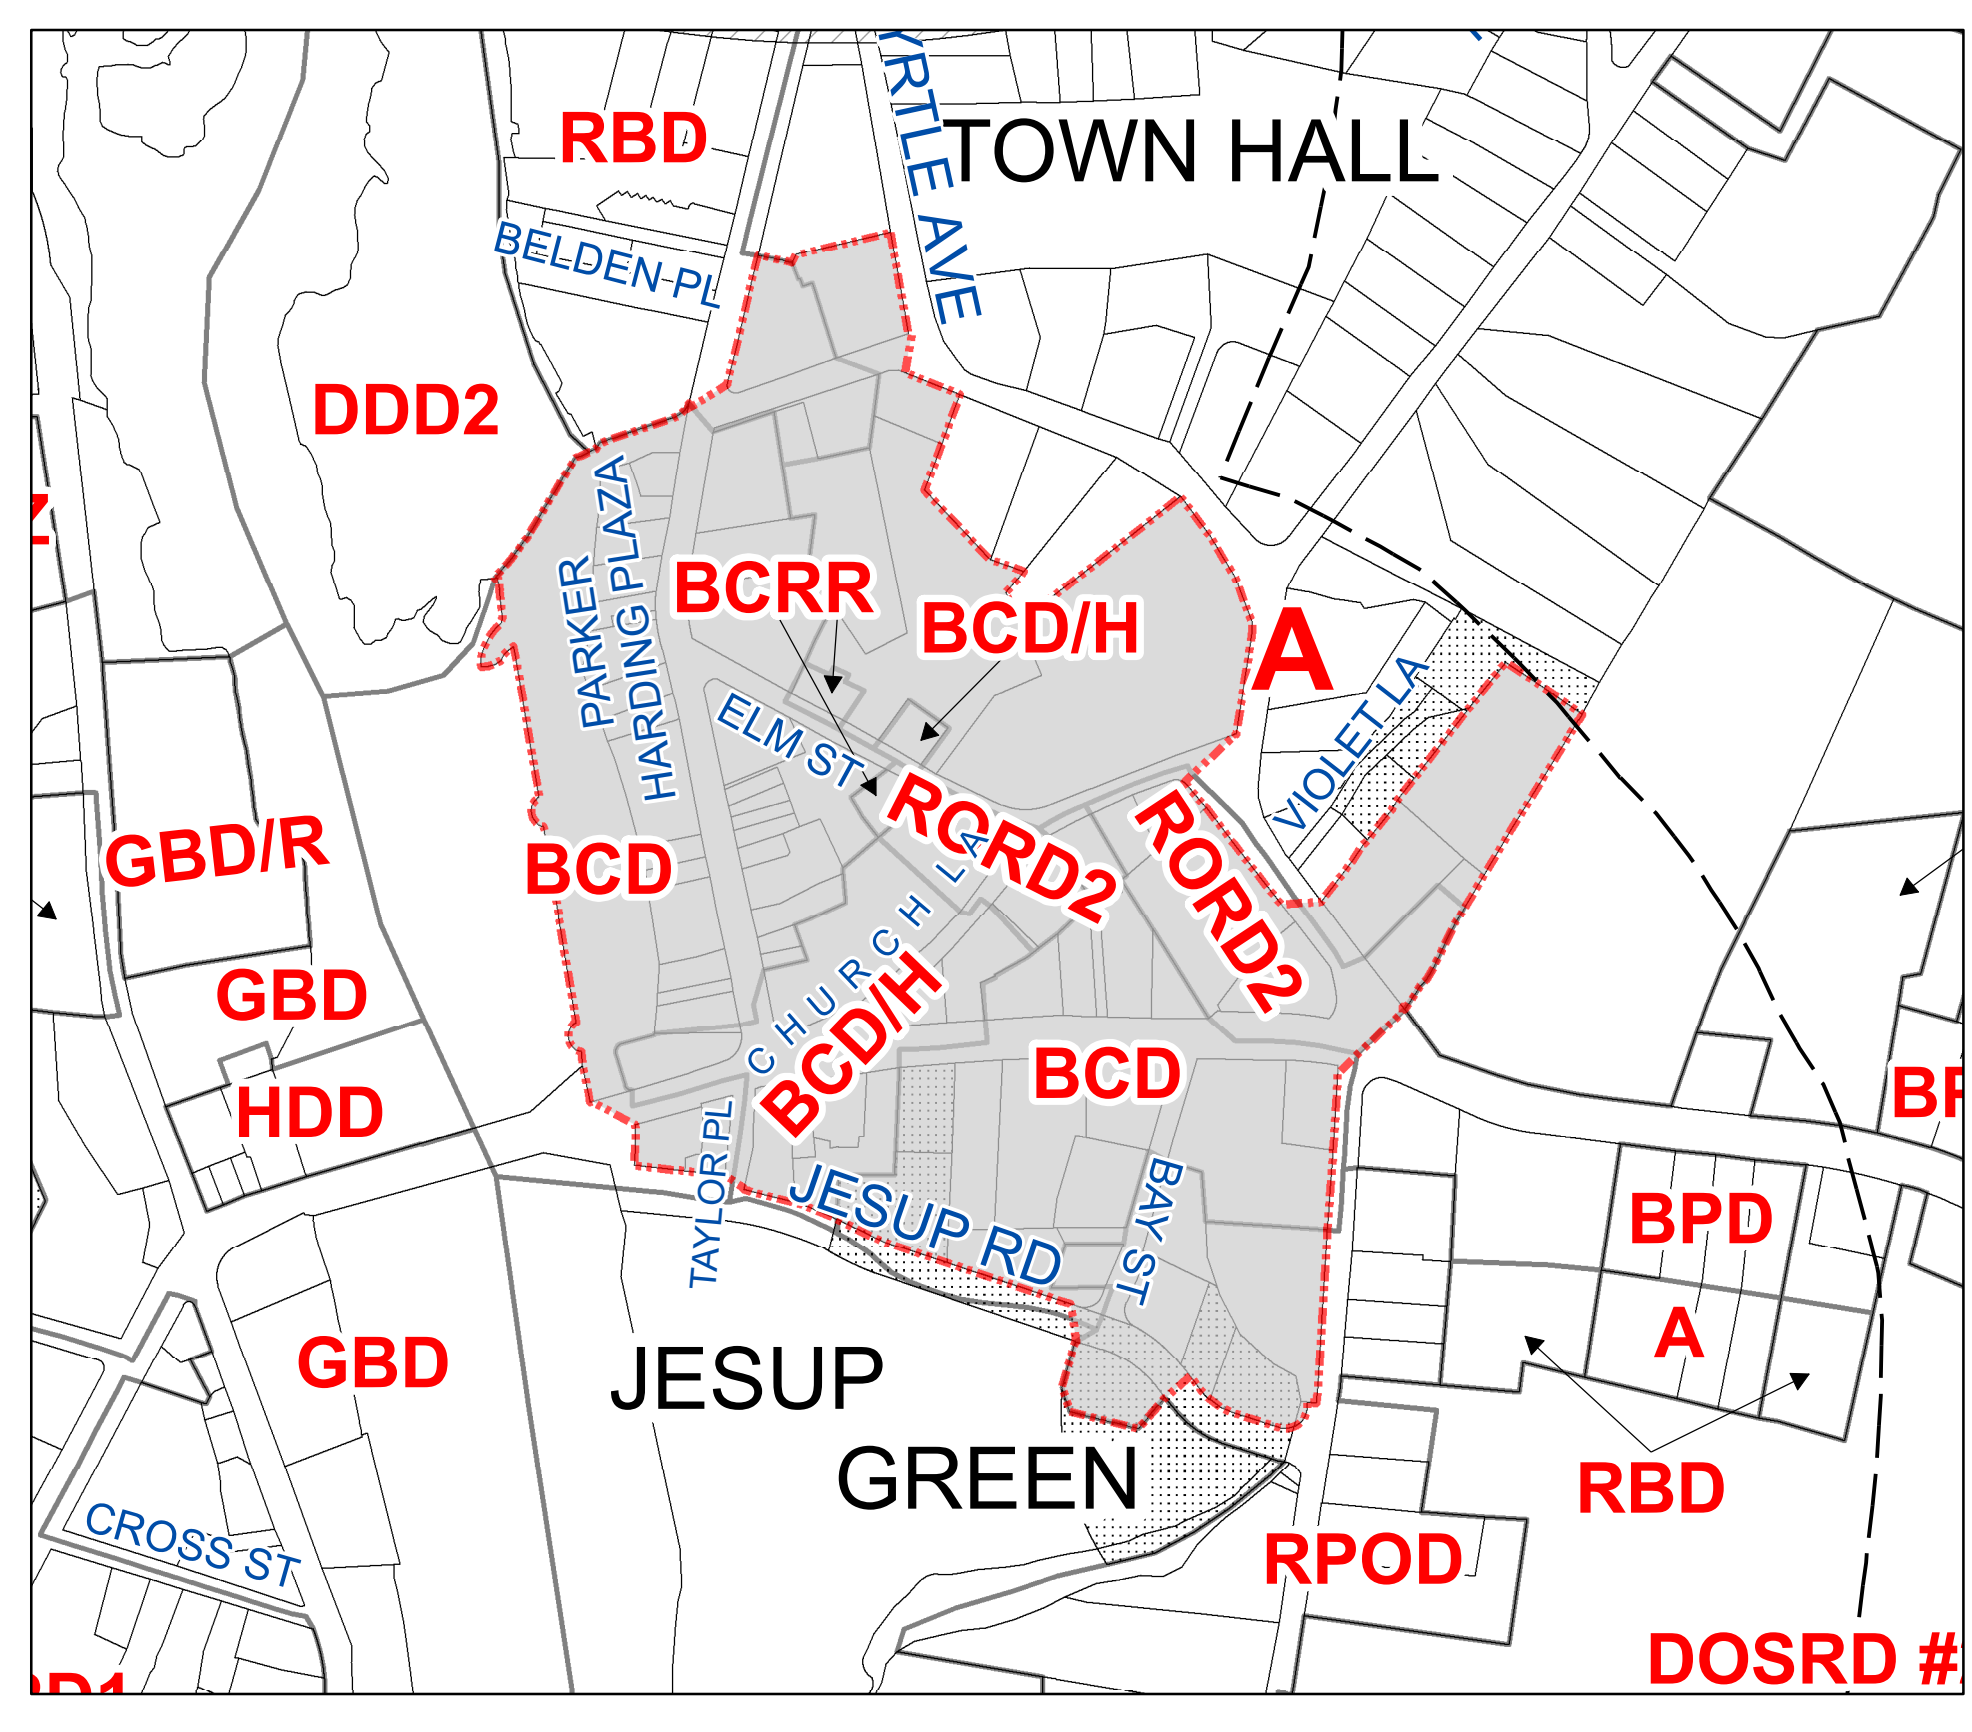 RBD
YRTLE AVE
TOWN HALL
BELDEN PL
DDD2
PARKER
HARDING PLAZA
BCRR
BCD/H
A
VIOLET LA
ELM ST
RORD2
RORD2
GBD/R
BCD
CHURCH LA
BCD/H
GBD
HDD
BCD
TAYLOR PL
JESUP RD
BAY ST
BPD
A
GBD
JESUP
GREEN
RBD
CROSS ST
RPOD
DOSRD #